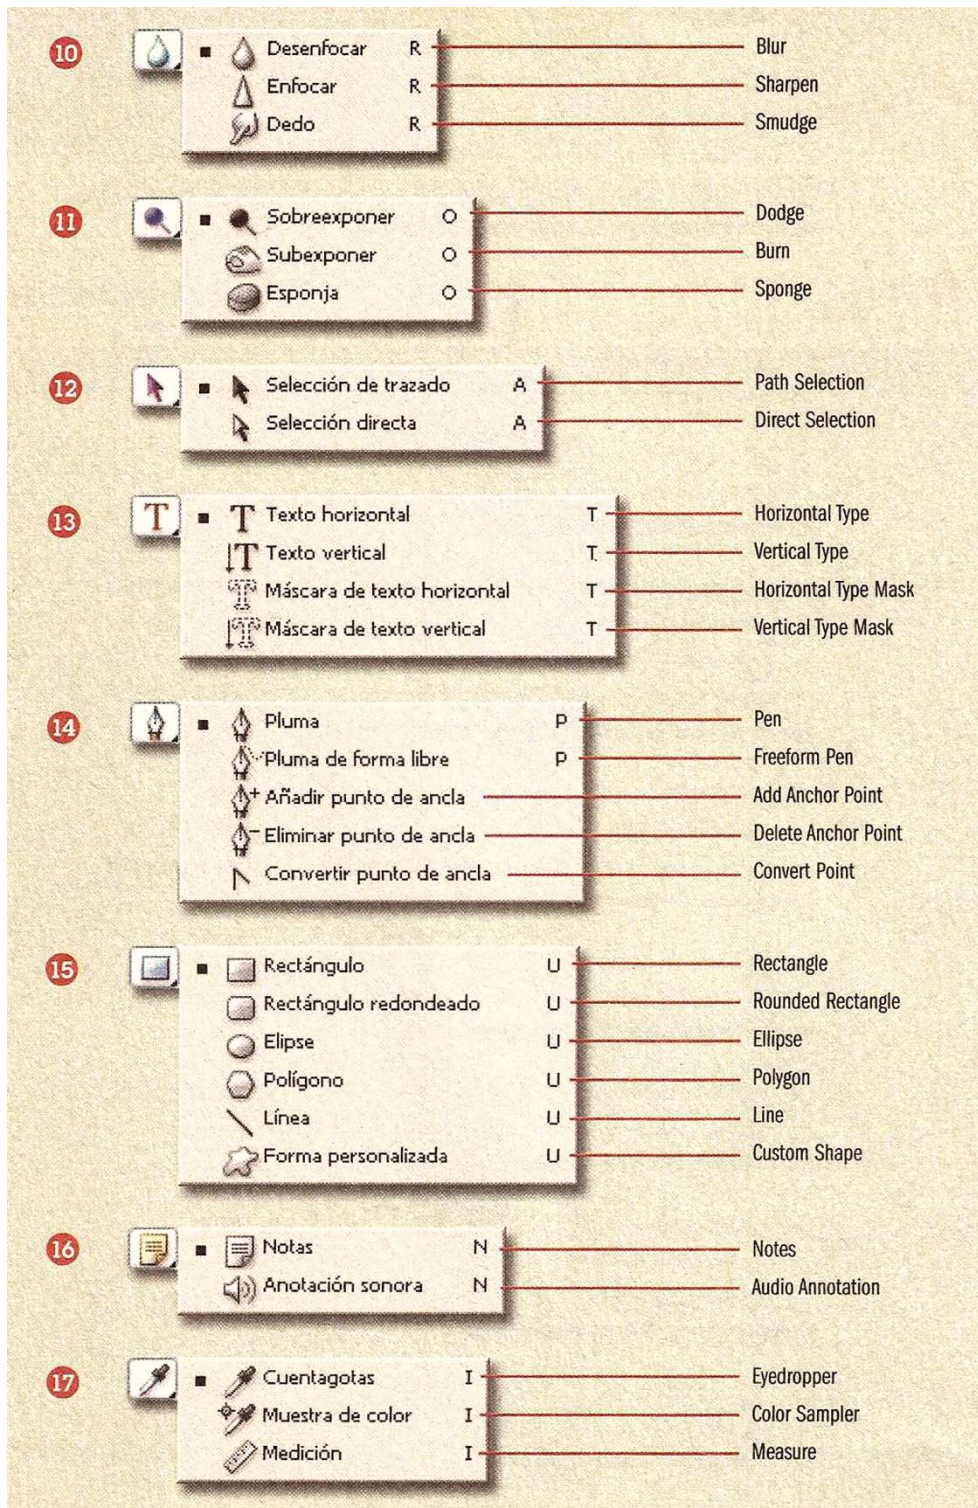 10 Desenfocar R Blur
Enfocar R Sharpen
Dedo R Smudge
11 Sobreexponer O Dodge
Subexponer O Burn
Esponja O Sponge
12 Selección de trazado A Path Selection
Selección directa A Direct Selection
13 T T Texto horizontal T Horizontal Type
T Texto vertical T Vertical Type
T Máscara de texto horizontal T Horizontal Type Mask
T Máscara de texto vertical T Vertical Type Mask
14 Pluma P Pen
Pluma de forma libre P Freeform Pen
Añadir punto de ancla Add Anchor Point
Eliminar punto de ancla Delete Anchor Point
Convertir punto de ancla Convert Point
15 Rectángulo U Rectangle
Rectángulo redondeado U Rounded Rectangle
Elipse U Ellipse
Polígono U Polygon
Línea U Line
Forma personalizada U Custom Shape
16 Notas N Notes
Anotación sonora N Audio Annotation
17 Cuentagotas I Eyedropper
Muestra de color I Color Sampler
Medición I Measure